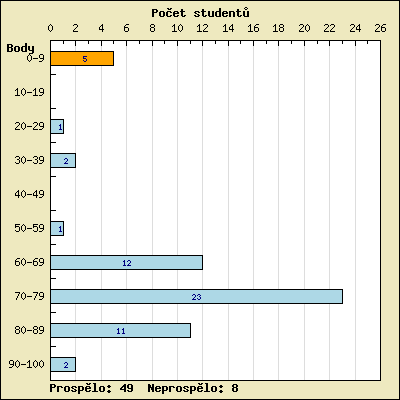 Počet studentů
0 2 4 6 8 10 12 14 16 18 20 22 24 26
Body
0-9 5
10-19
20-29 1
30-39 2
40-49
50-59 1
60-69 12
70-79 23
80-89 11
90-100 2
Prospělo: 49 Neprospělo: 8